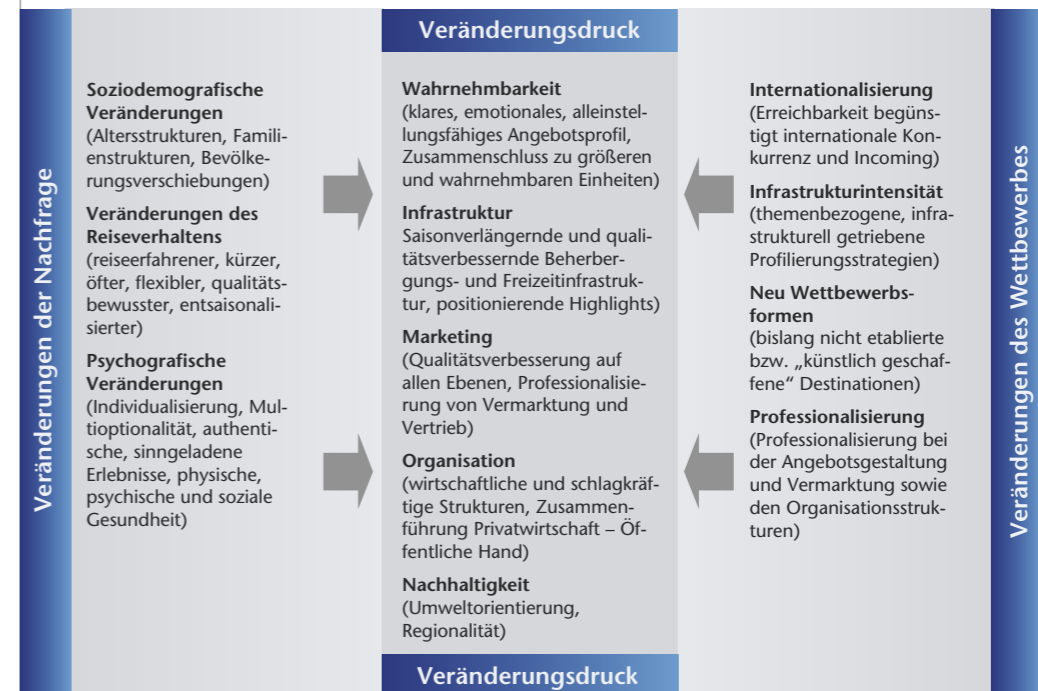 Veränderungsdruck
Veränderungen der Nachfrage
Soziodemografische
Veränderungen
(Altersstrukturen, Famili-
enstrukturen, Bevölke-
rungsverschiebungen)
Veränderungen des
Reiseverhaltens
(reiseerfahrener, kürzer,
öfter, flexibler, qualitäts-
bewusster, entsaisonali-
sierter)
Psychografische
Veränderungen
(Individualisierung, Mul-
tioptionalität, authenti-
sche, sinngeladene
Erlebnisse, physische,
psychische und soziale
Gesundheit)
Wahrnehmbarkeit
(klares, emotionales, alleinstel-
lungsfähiges Angebotsprofil,
Zusammenschluss zu größeren
und wahrnehmbaren Einheiten)
Infrastruktur
Saisonverlängernde und quali-
tätsverbessernde Beherber-
gungs- und Freizeitinfrastruk-
tur, positionierende Highlights)
Marketing
(Qualitätsverbesserung auf
allen Ebenen, Professionalisie-
rung von Vermarktung und
Vertrieb)
Organisation
(wirtschaftliche und schlagkräf-
tige Strukturen, Zusammen-
führung Privatwirtschaft – Öf-
fentliche Hand)
Nachhaltigkeit
(Umweltorientierung,
Regionalität)
Internationalisierung
(Erreichbarkeit begüns-
tigt internationale Kon-
kurrenz und Incoming)
Infrastrukturintensität
(themenbezogene, infra-
strukturell getriebene
Profilierungsstrategien)
Neu Wettbewerbs-
formen
(bislang nicht etablierte
bzw. „künstlich geschaf-
fene“ Destinationen)
Professionalisierung
(Professionalisierung bei
der Angebotsgestaltung
und Vermarktung sowie
den Organisationsstruk-
turen)
Veränderungen des Wettbewerbes
Veränderungsdruck